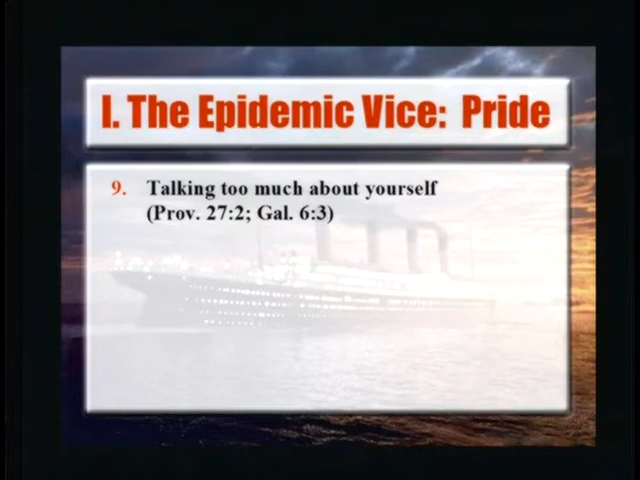 I. The Epidemic Vice: Pride
9. Talking too much about yourself
(Prov. 27:2; Gal. 6:3)